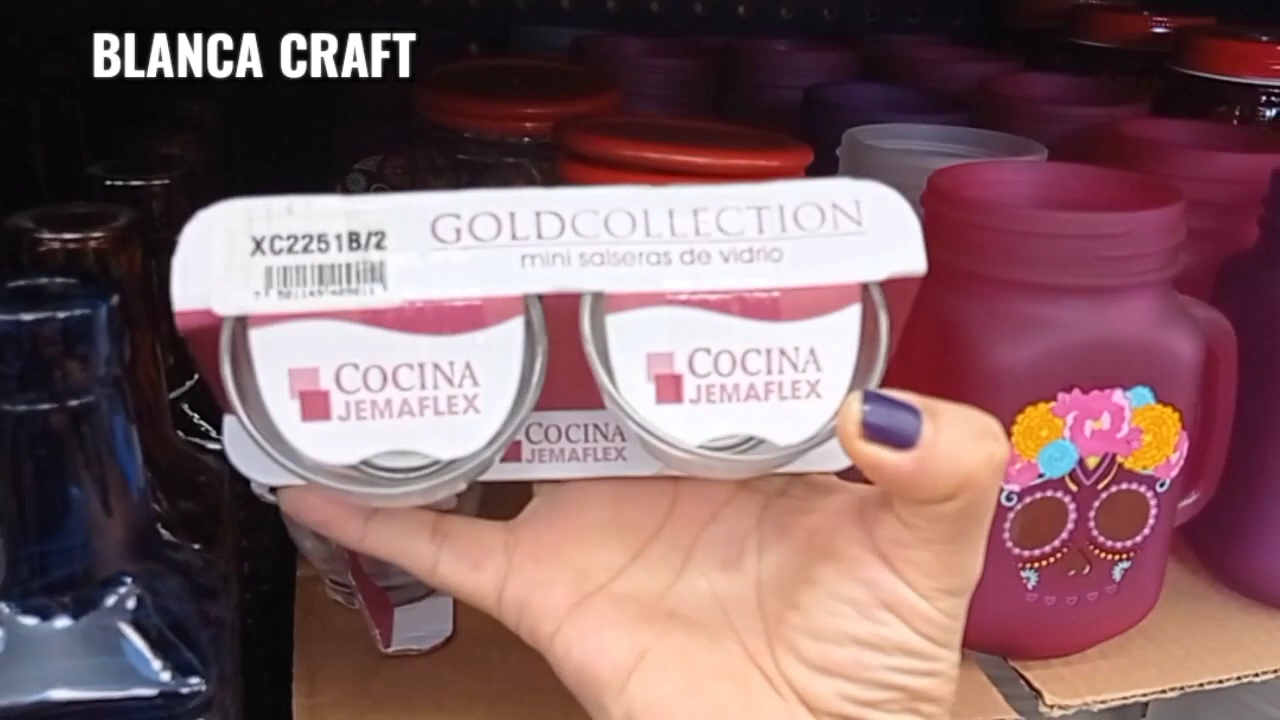 BLANCA CRAFT
XC2251B/2
GOLDCOLLECTION
mini salseras de vidrio
COCINA
JEMAFLEX
COCINA
JEMAFLEX
COCINA
JEMAFLEX